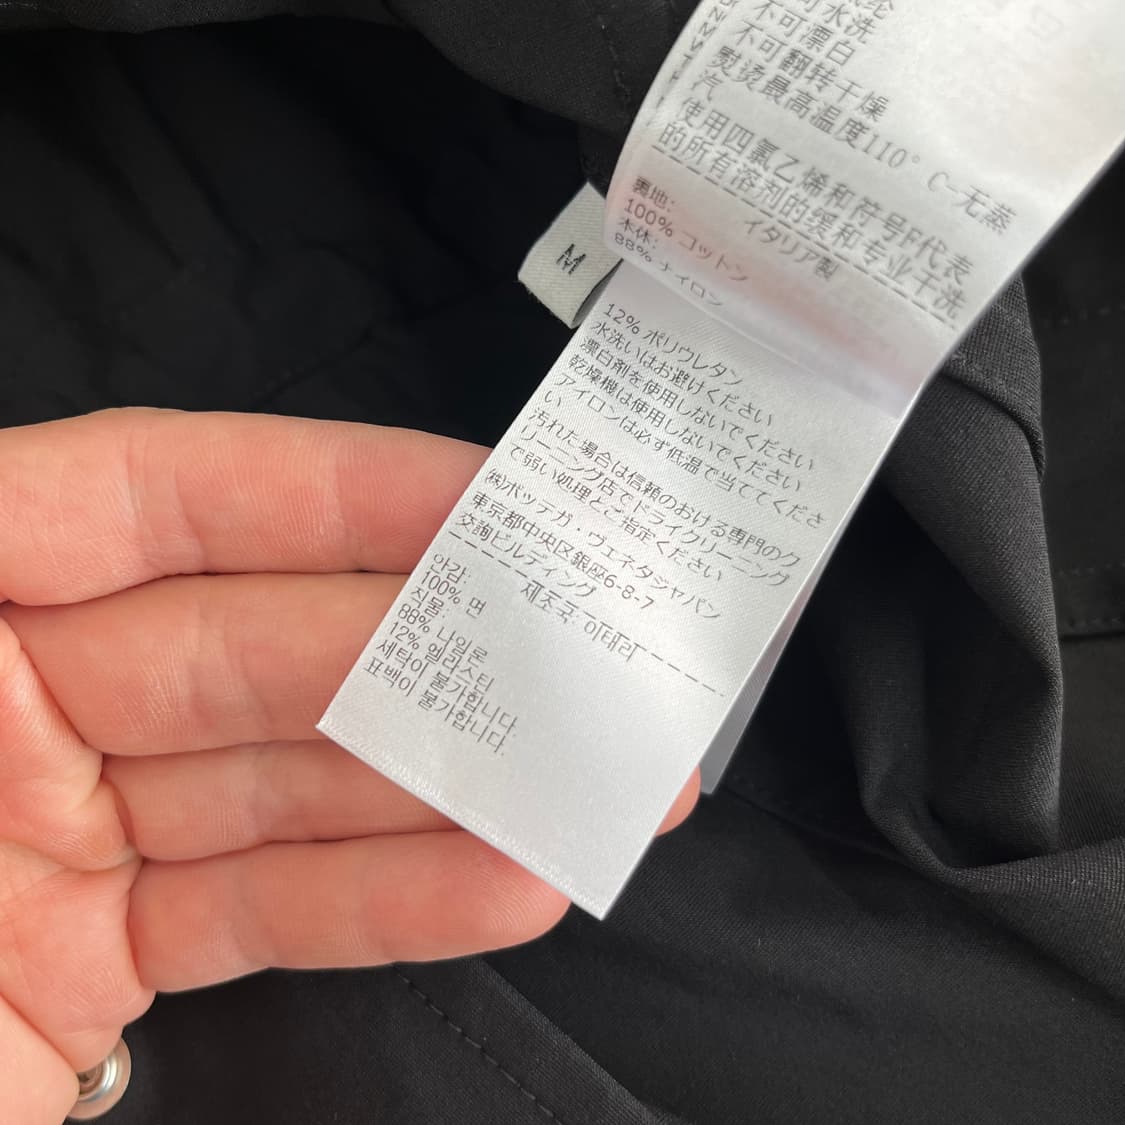 可水洗
不可漂白
不可翻转干燥
熨烫最高温度110° C-无蒸
汽
使用四氯乙烯和符号F代表
的所有溶剂的缓和专业干洗
イタリア製
裏地:
100% コットン
本体:
88% ナイロン
12% ポリウレタン
水洗いはお避けください
漂白剤を使用しないでください
乾燥機は使用しないでください
アイロンは必ず低温で当ててくださ
い
汚れた場合は信頼のおける専門のク
リーニング店でドライクリーニング
で弱い処理とご指定ください
㈱ボッテガ・ヴェネタジャパン
東京都中央区銀座6-8-7
交詢ビルディング
제조국: 이태리
안감:
100% 면
직물:
88% 나일론
12% 엘라스틴
세탁이 불가합니다.
표백이 불가합니다.
M